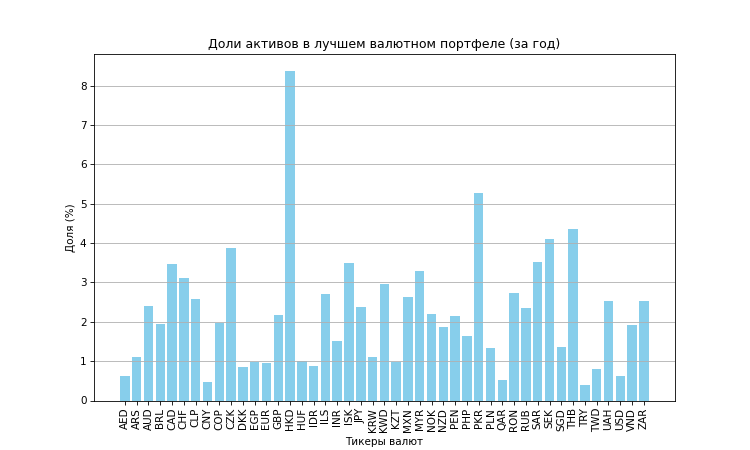 Доли активов в лучшем валютном портфеле (за год)
Доля (%)
8
7
6
5
4
3
2
1
0
AED ARS AUD BRL CAD CHF CLP CNY COP CZK DKK EGP EUR GBP HKD HUF IDR ILS INR ISK JPY KRW KWD KZT MXN MYR NOK NZD PEN PHP PKR PLN QAR RON RUB SAR SEK SGD THB TRY TWD UAH USD VND ZAR
Тикеры валют